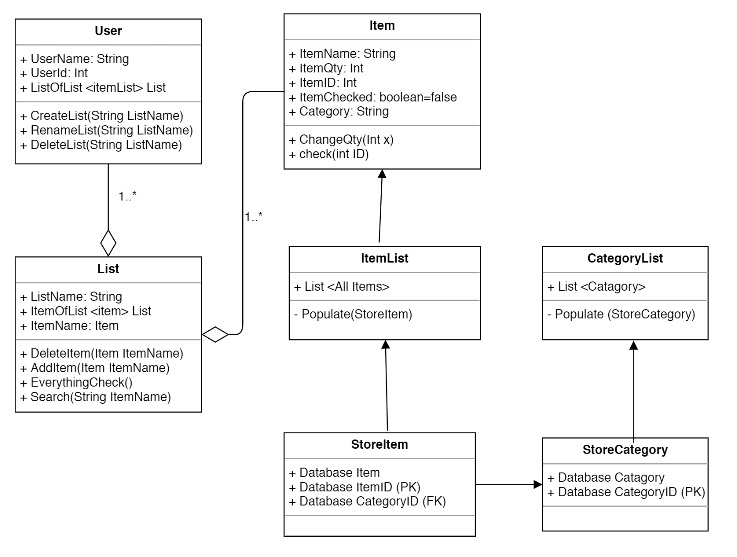 User
+ UserName: String
+ UserId: Int
+ ListOfList <itemList> List
+ CreateList(String ListName)
+ RenameList(String ListName)
+ DeleteList(String ListName)
Item
+ ItemName: String
+ ItemQty: Int
+ ItemID: Int
+ ItemChecked: boolean=false
+ Category: String
+ ChangeQty(Int x)
+ check(int ID)
1..*
1..*
List
+ ListName: String
+ ItemOfList <item> List
+ ItemName: Item
+ DeleteItem(Item ItemName)
+ AddItem(Item ItemName)
+ EverythingCheck()
+ Search(String ItemName)
ItemList
+ List <All Items>
- Populate(StoreItem)
CategoryList
+ List <Catagory>
- Populate (StoreCategory)
StoreItem
+ Database Item
+ Database ItemID (PK)
+ Database CategoryID (FK)
StoreCategory
+ Database Catagory
+ Database CategoryID (PK)